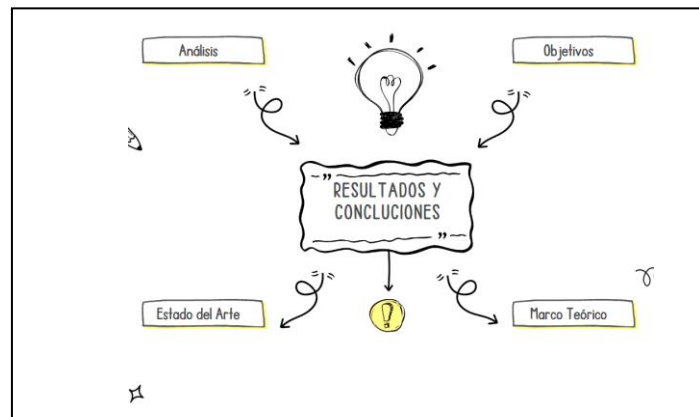 Análisis
Objetivos
RESULTADOS Y
CONCLUCIONES
Estado del Arte
Marco Teórico